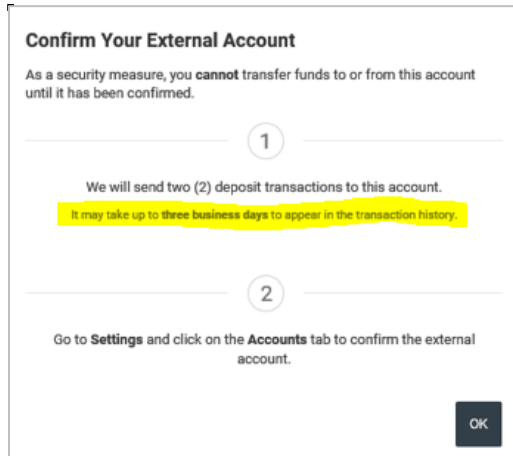 Confirm Your External Account
As a security measure, you cannot transfer funds to or from this account
until it has been confirmed.
1
We will send two (2) deposit transactions to this account.
It may take up to three business days to appear in the transaction history.
2
Go to Settings and click on the Accounts tab to confirm the external
account.
OK